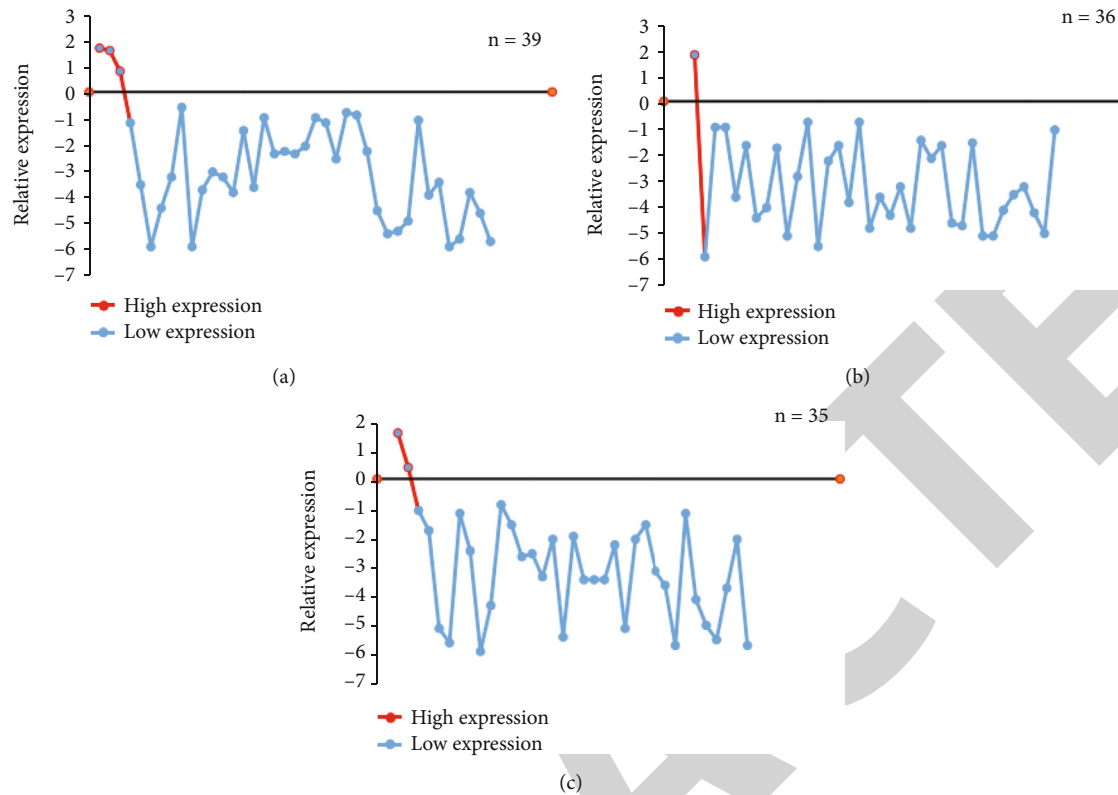 3
2
1
0
–1
–2
–3
–4
–5
–6
–7
Relative expression
n = 39
High expression
Low expression
(a)
3
2
1
0
–1
–2
–3
–4
–5
–6
–7
Relative expression
n = 36
High expression
Low expression
(b)
2
1
0
–1
–2
–3
–4
–5
–6
–7
Relative expression
n = 35
High expression
Low expression
(c)